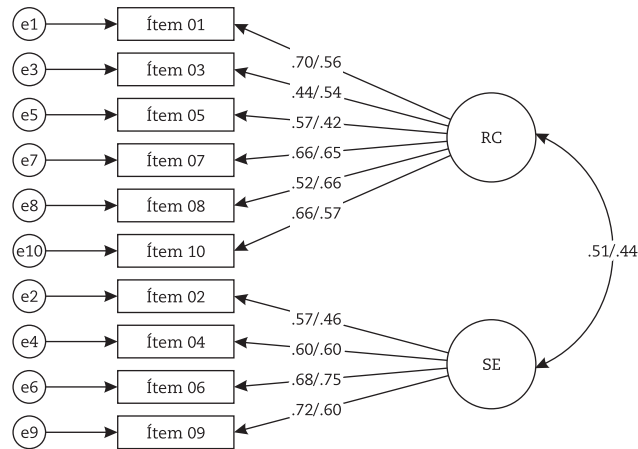 e1 Ítem 01
.70/.56
e3 Ítem 03
.44/.54
e5 Ítem 05
.57/.42
RC
e7 Ítem 07
.66/.65
e8 Ítem 08
.52/.66
e10 Ítem 10
.66/.57
.51/.44
e2 Ítem 02
.57/.46
e4 Ítem 04
.60/.60
SE
e6 Ítem 06
.68/.75
e9 Ítem 09
.72/.60